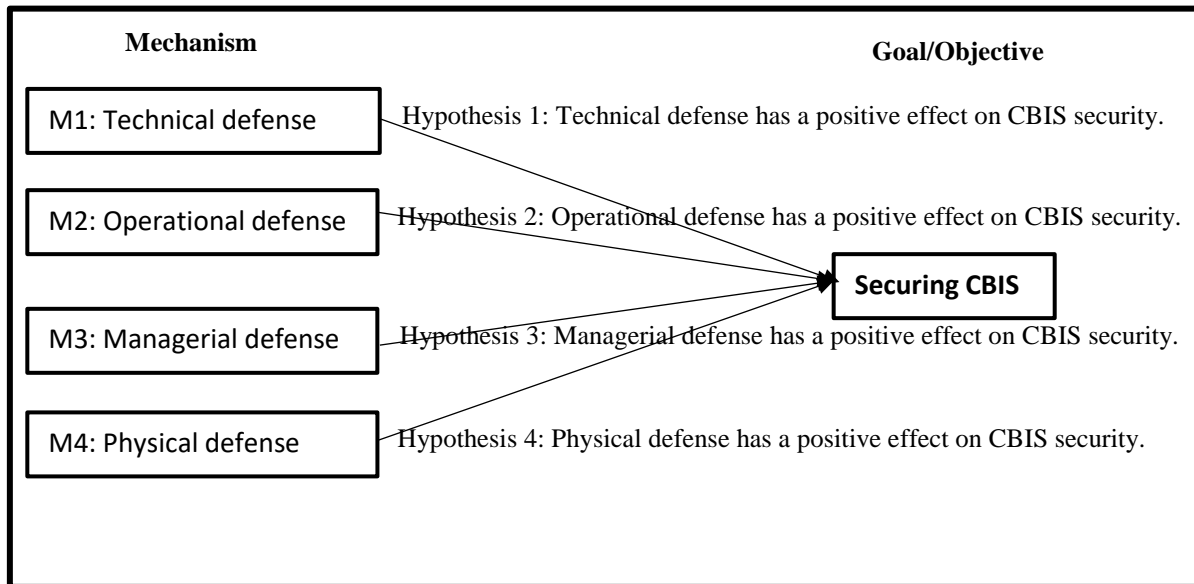 Mechanism
Goal/Objective
M1: Technical defense
Hypothesis 1: Technical defense has a positive effect on CBIS security.
M2: Operational defense
Hypothesis 2: Operational defense has a positive effect on CBIS security.
Securing CBIS
M3: Managerial defense
Hypothesis 3: Managerial defense has a positive effect on CBIS security.
M4: Physical defense
Hypothesis 4: Physical defense has a positive effect on CBIS security.